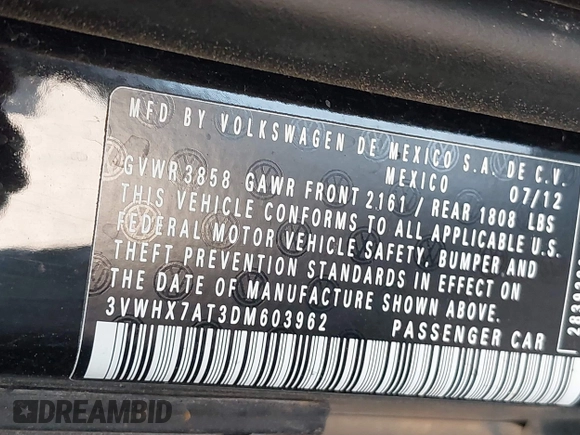 MFD BY VOLKSWAGEN DE MEXICO S.A. DE C.V.
MEXICO 07/12
GVWR 3858 GAWR FRONT 2161 / REAR 1808 LBS
THIS VEHICLE CONFORMS TO ALL APPLICABLE U.S.
FEDERAL MOTOR VEHICLE SAFETY, BUMPER AND
THEFT PREVENTION STANDARDS IN EFFECT ON
THE DATE OF MANUFACTURE SHOWN ABOVE.
3VWHX7AT3DM603962 PASSENGER CAR
DREAMBID